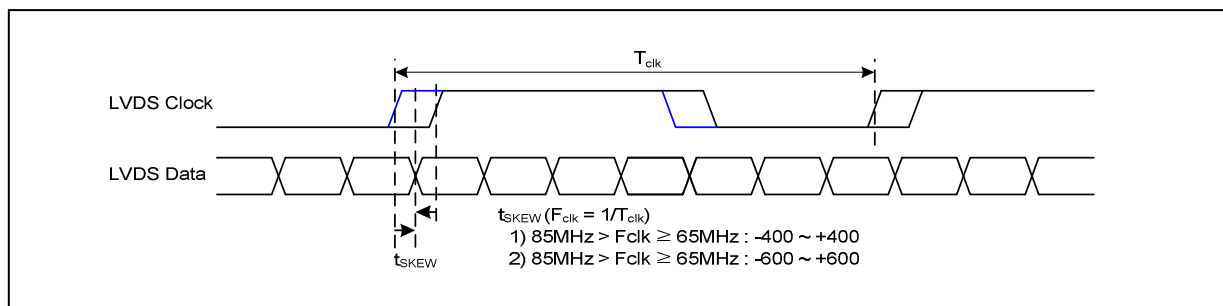 Tclk
LVDS Clock
LVDS Data
tSKEW (Fclk = 1/Tclk)
1) 85MHz > Fclk ≥ 65MHz : -400 ~ +400
2) 85MHz > Fclk ≥ 65MHz : -600 ~ +600
tSKEW